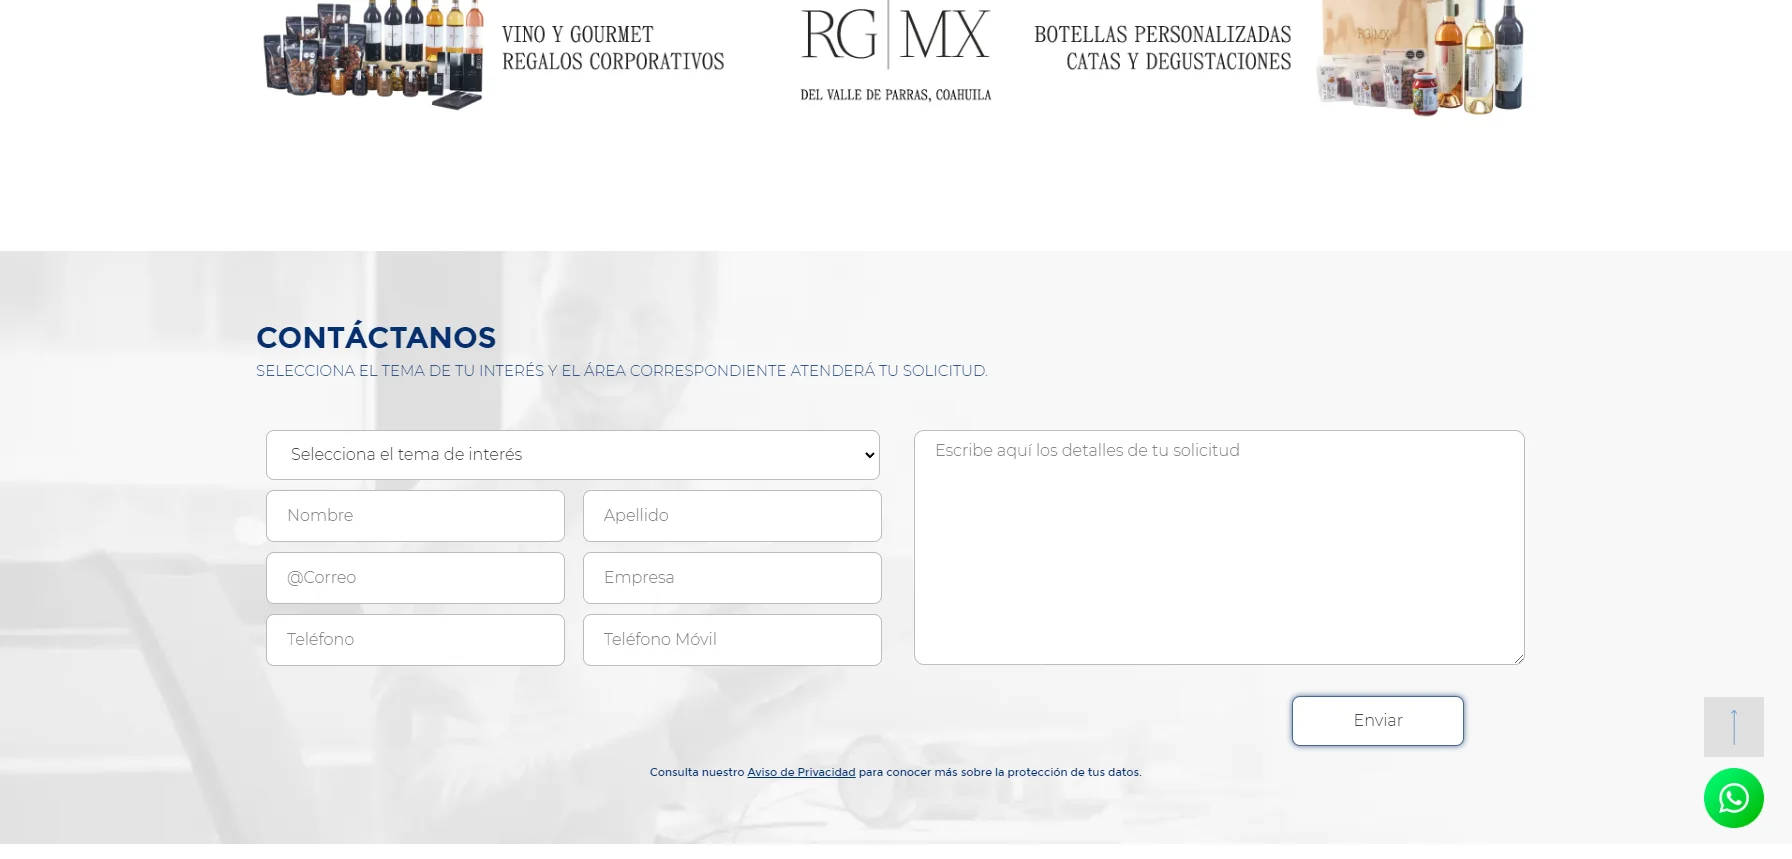 VINO Y GOURMET
REGALOS CORPORATIVOS
RG|MX
DEL VALLE DE PARRAS, COAHUILA
BOTELLAS PERSONALIZADAS
CATAS Y DEGUSTACIONES
RG|MX
CONTÁCTANOS
SELECCIONA EL TEMA DE TU INTERÉS Y EL ÁREA CORRESPONDIENTE ATENDERÁ TU SOLICITUD.
Selecciona el tema de interés
Nombre
Apellido
@Correo
Empresa
Teléfono
Teléfono Móvil
Escribe aquí los detalles de tu solicitud
Enviar
Consulta nuestro Aviso de Privacidad para conocer más sobre la protección de tus datos.